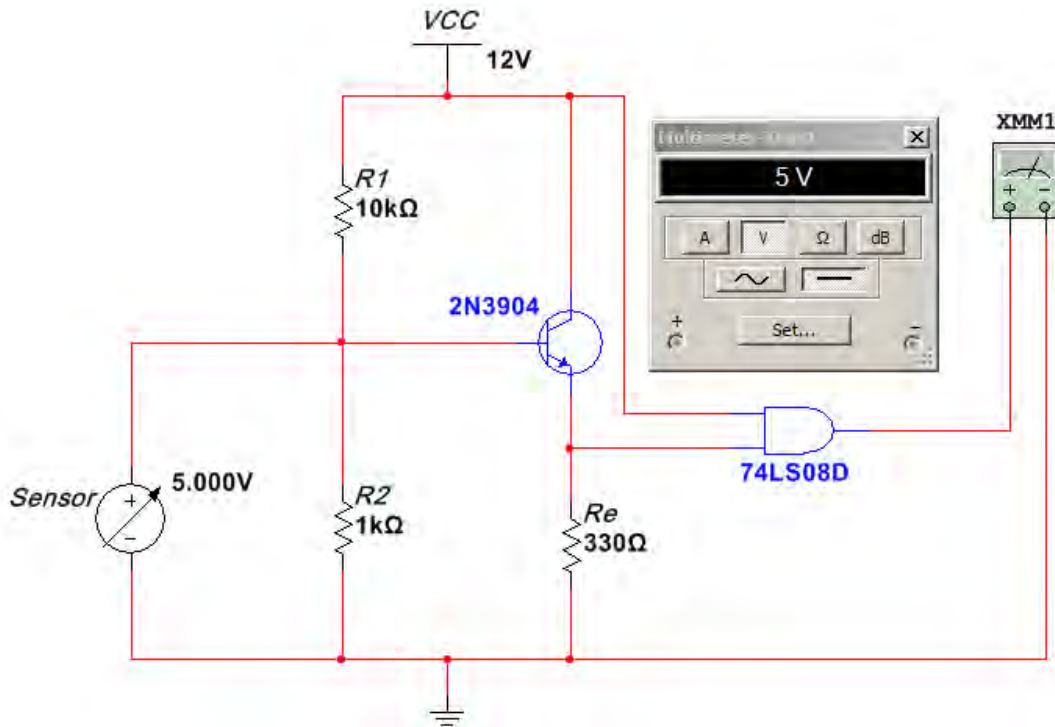 VCC
12V
XMM1
5 V
R1
10kΩ
A
V
Ω
dB
2N3904
+
Set...
−
74LS08D
Sensor
+
−
5.000V
R2
1kΩ
Re
330Ω
+
−